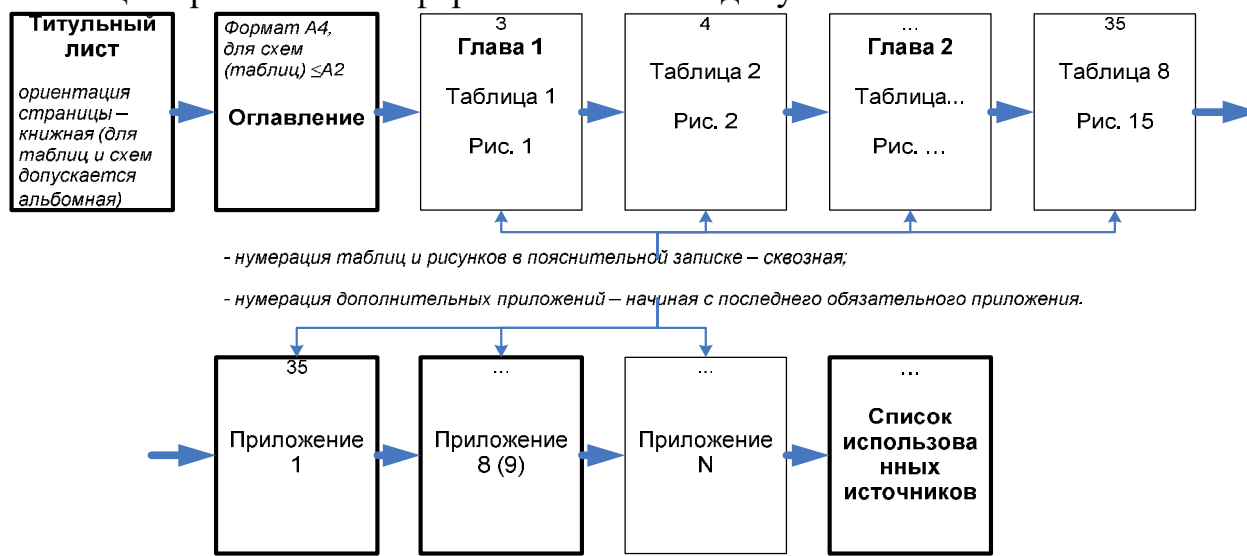 Титульный
лист
ориентация
страницы –
книжная (для
таблиц и схем
допускается
альбомная)
Формат А4,
для схем
(таблиц) ≤А2
Оглавление
3
Глава 1
Таблица 1
Рис. 1
4
Таблица 2
Рис. 2
...
Глава 2
Таблица...
Рис. ...
35
Таблица 8
Рис. 15
- нумерация таблиц и рисунков в пояснительной записке – сквозная;
- нумерация дополнительных приложений – начиная с последнего обязательного приложения.
35
Приложение
1
...
Приложение
8 (9)
...
Приложение
N
...
Список
использова
нных
источников